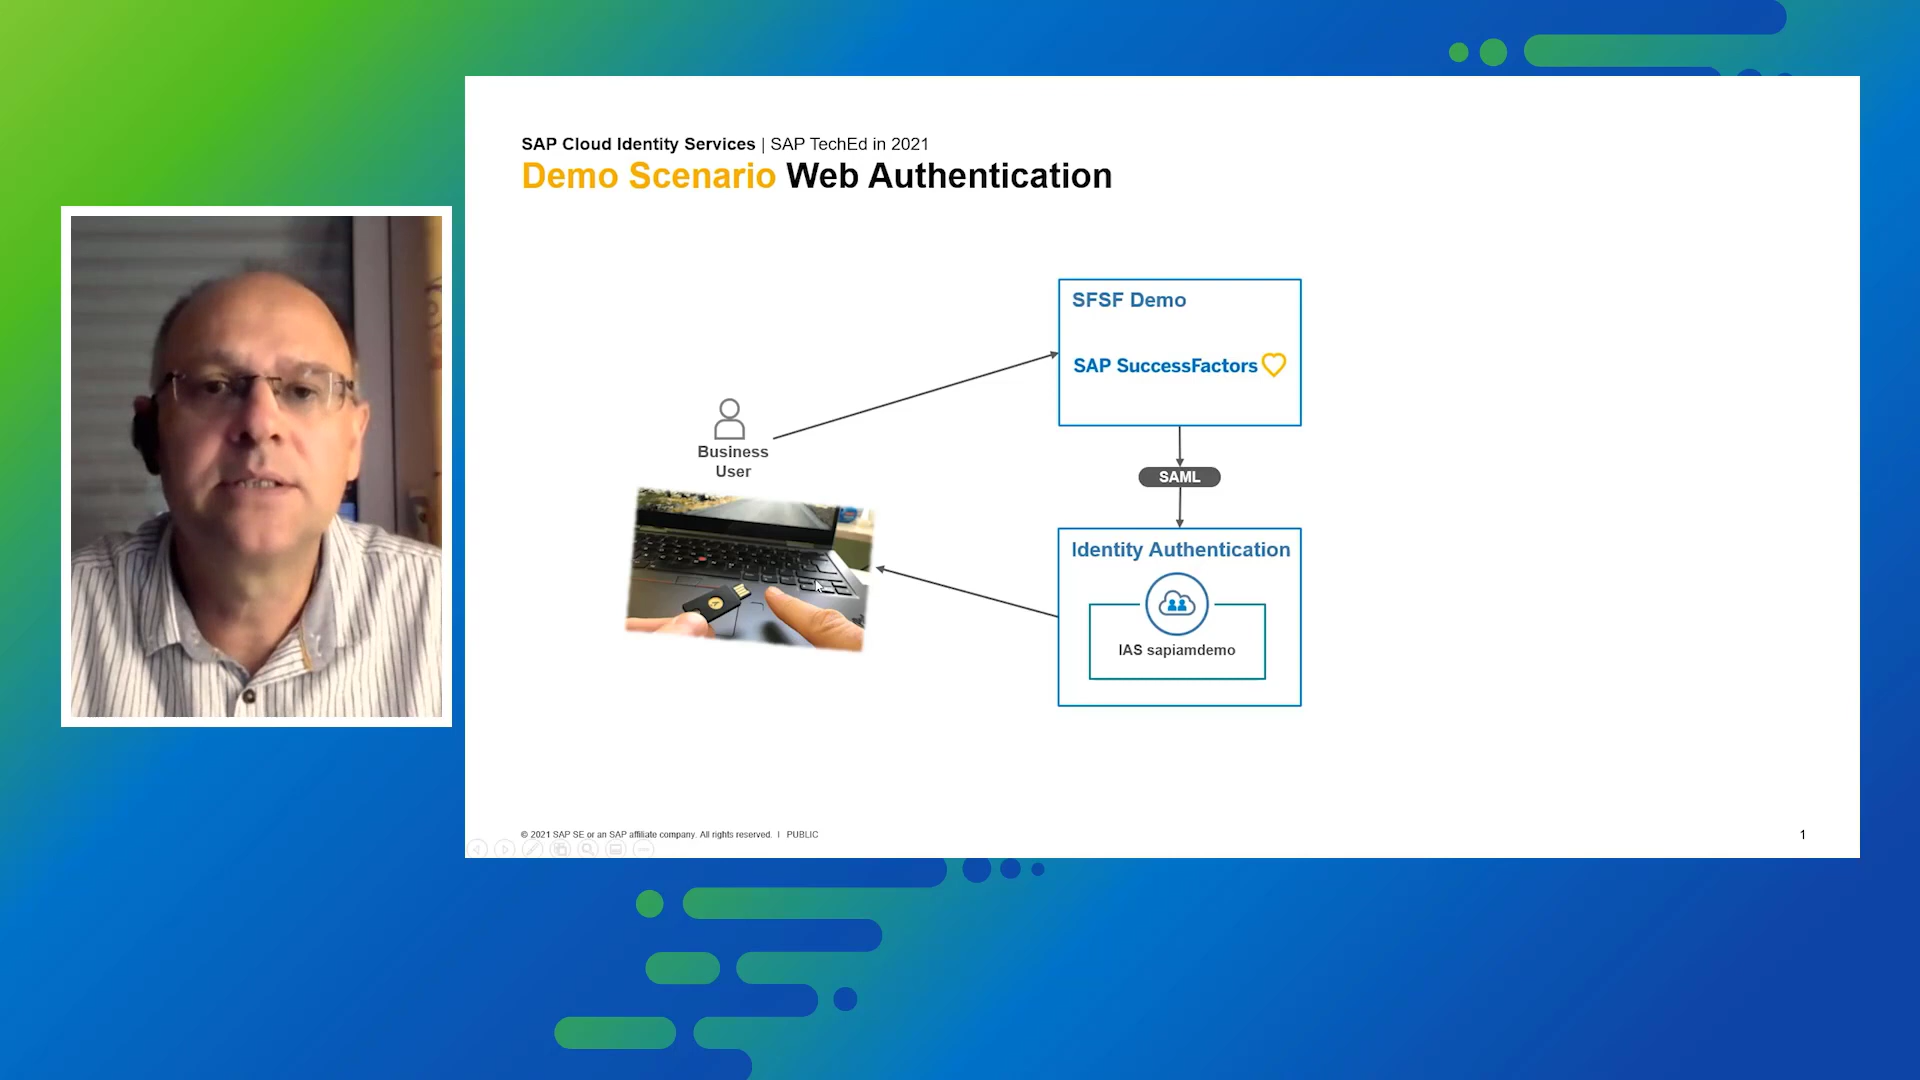 SAP Cloud Identity Services | SAP TechEd in 2021
Demo Scenario Web Authentication
SFSF Demo
SAP SuccessFactors
Business
User
SAML
Identity Authentication
IAS sapiamdemo
© 2021 SAP SE or an SAP affiliate company. All rights reserved. I PUBLIC
1